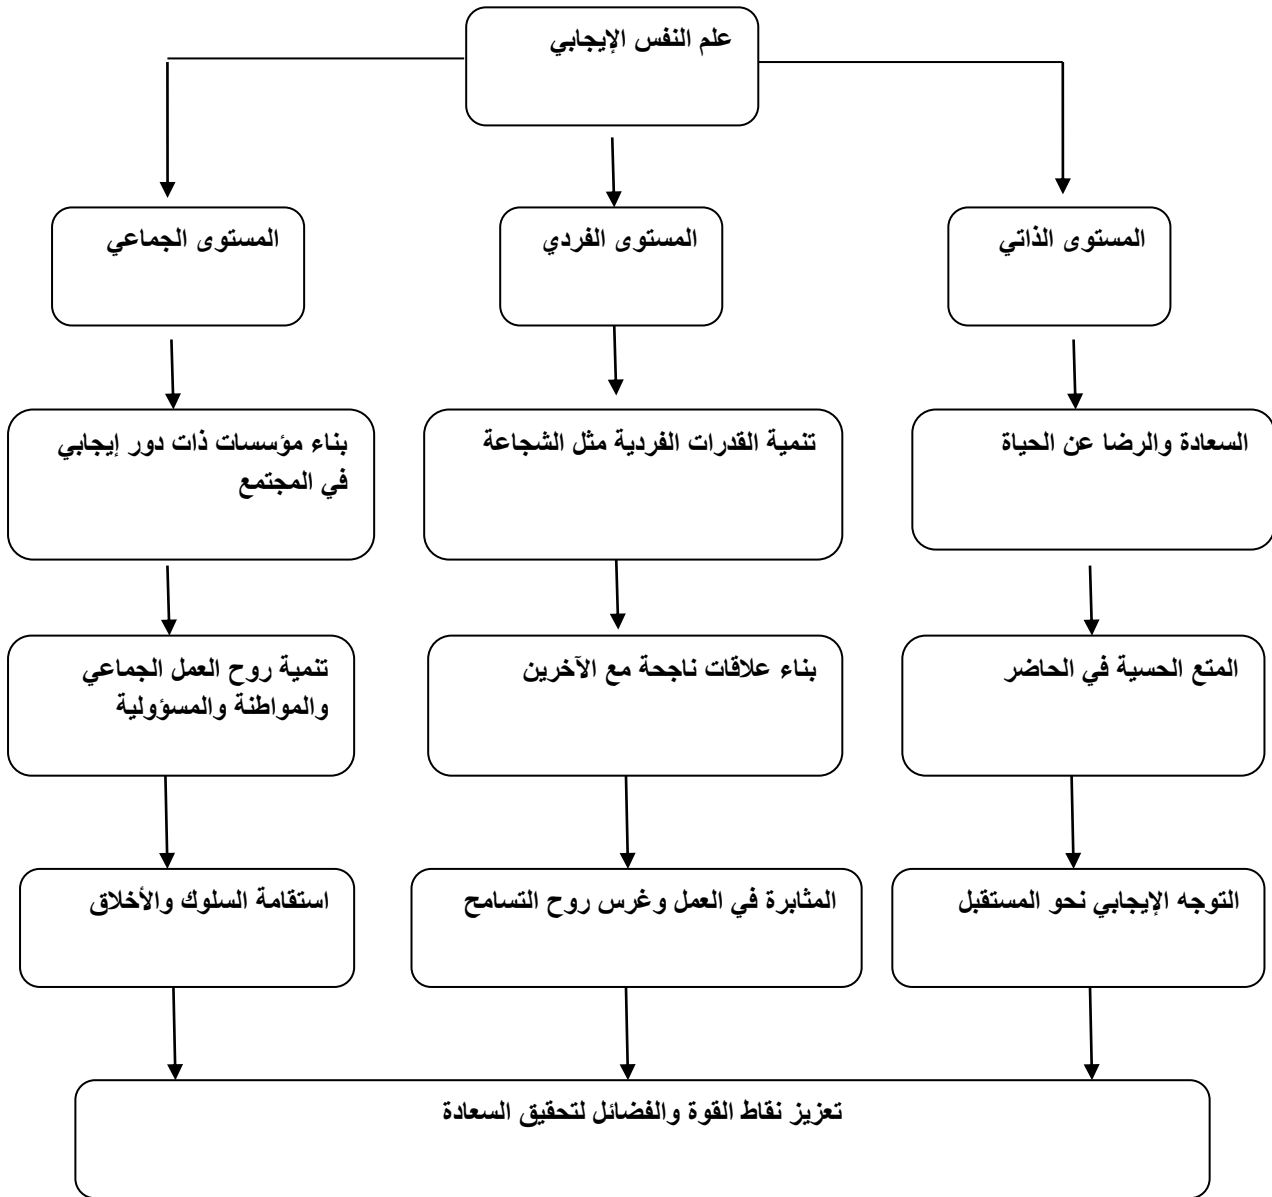 علم النفس الإيجابي
المستوى الذاتي
المستوى الفردي
المستوى الجماعي
السعادة والرضا عن الحياة
تنمية القدرات الفردية مثل الشجاعة
بناء مؤسسات ذات دور إيجابي
في المجتمع
المتع الحسية في الحاضر
بناء علاقات ناجحة مع الآخرين
تنمية روح العمل الجماعي
والمواطنة والمسؤولية
التوجه الإيجابي نحو المستقبل
المثابرة في العمل وغرس روح التسامح
استقامة السلوك والأخلاق
تعزيز نقاط القوة والفضائل لتحقيق السعادة